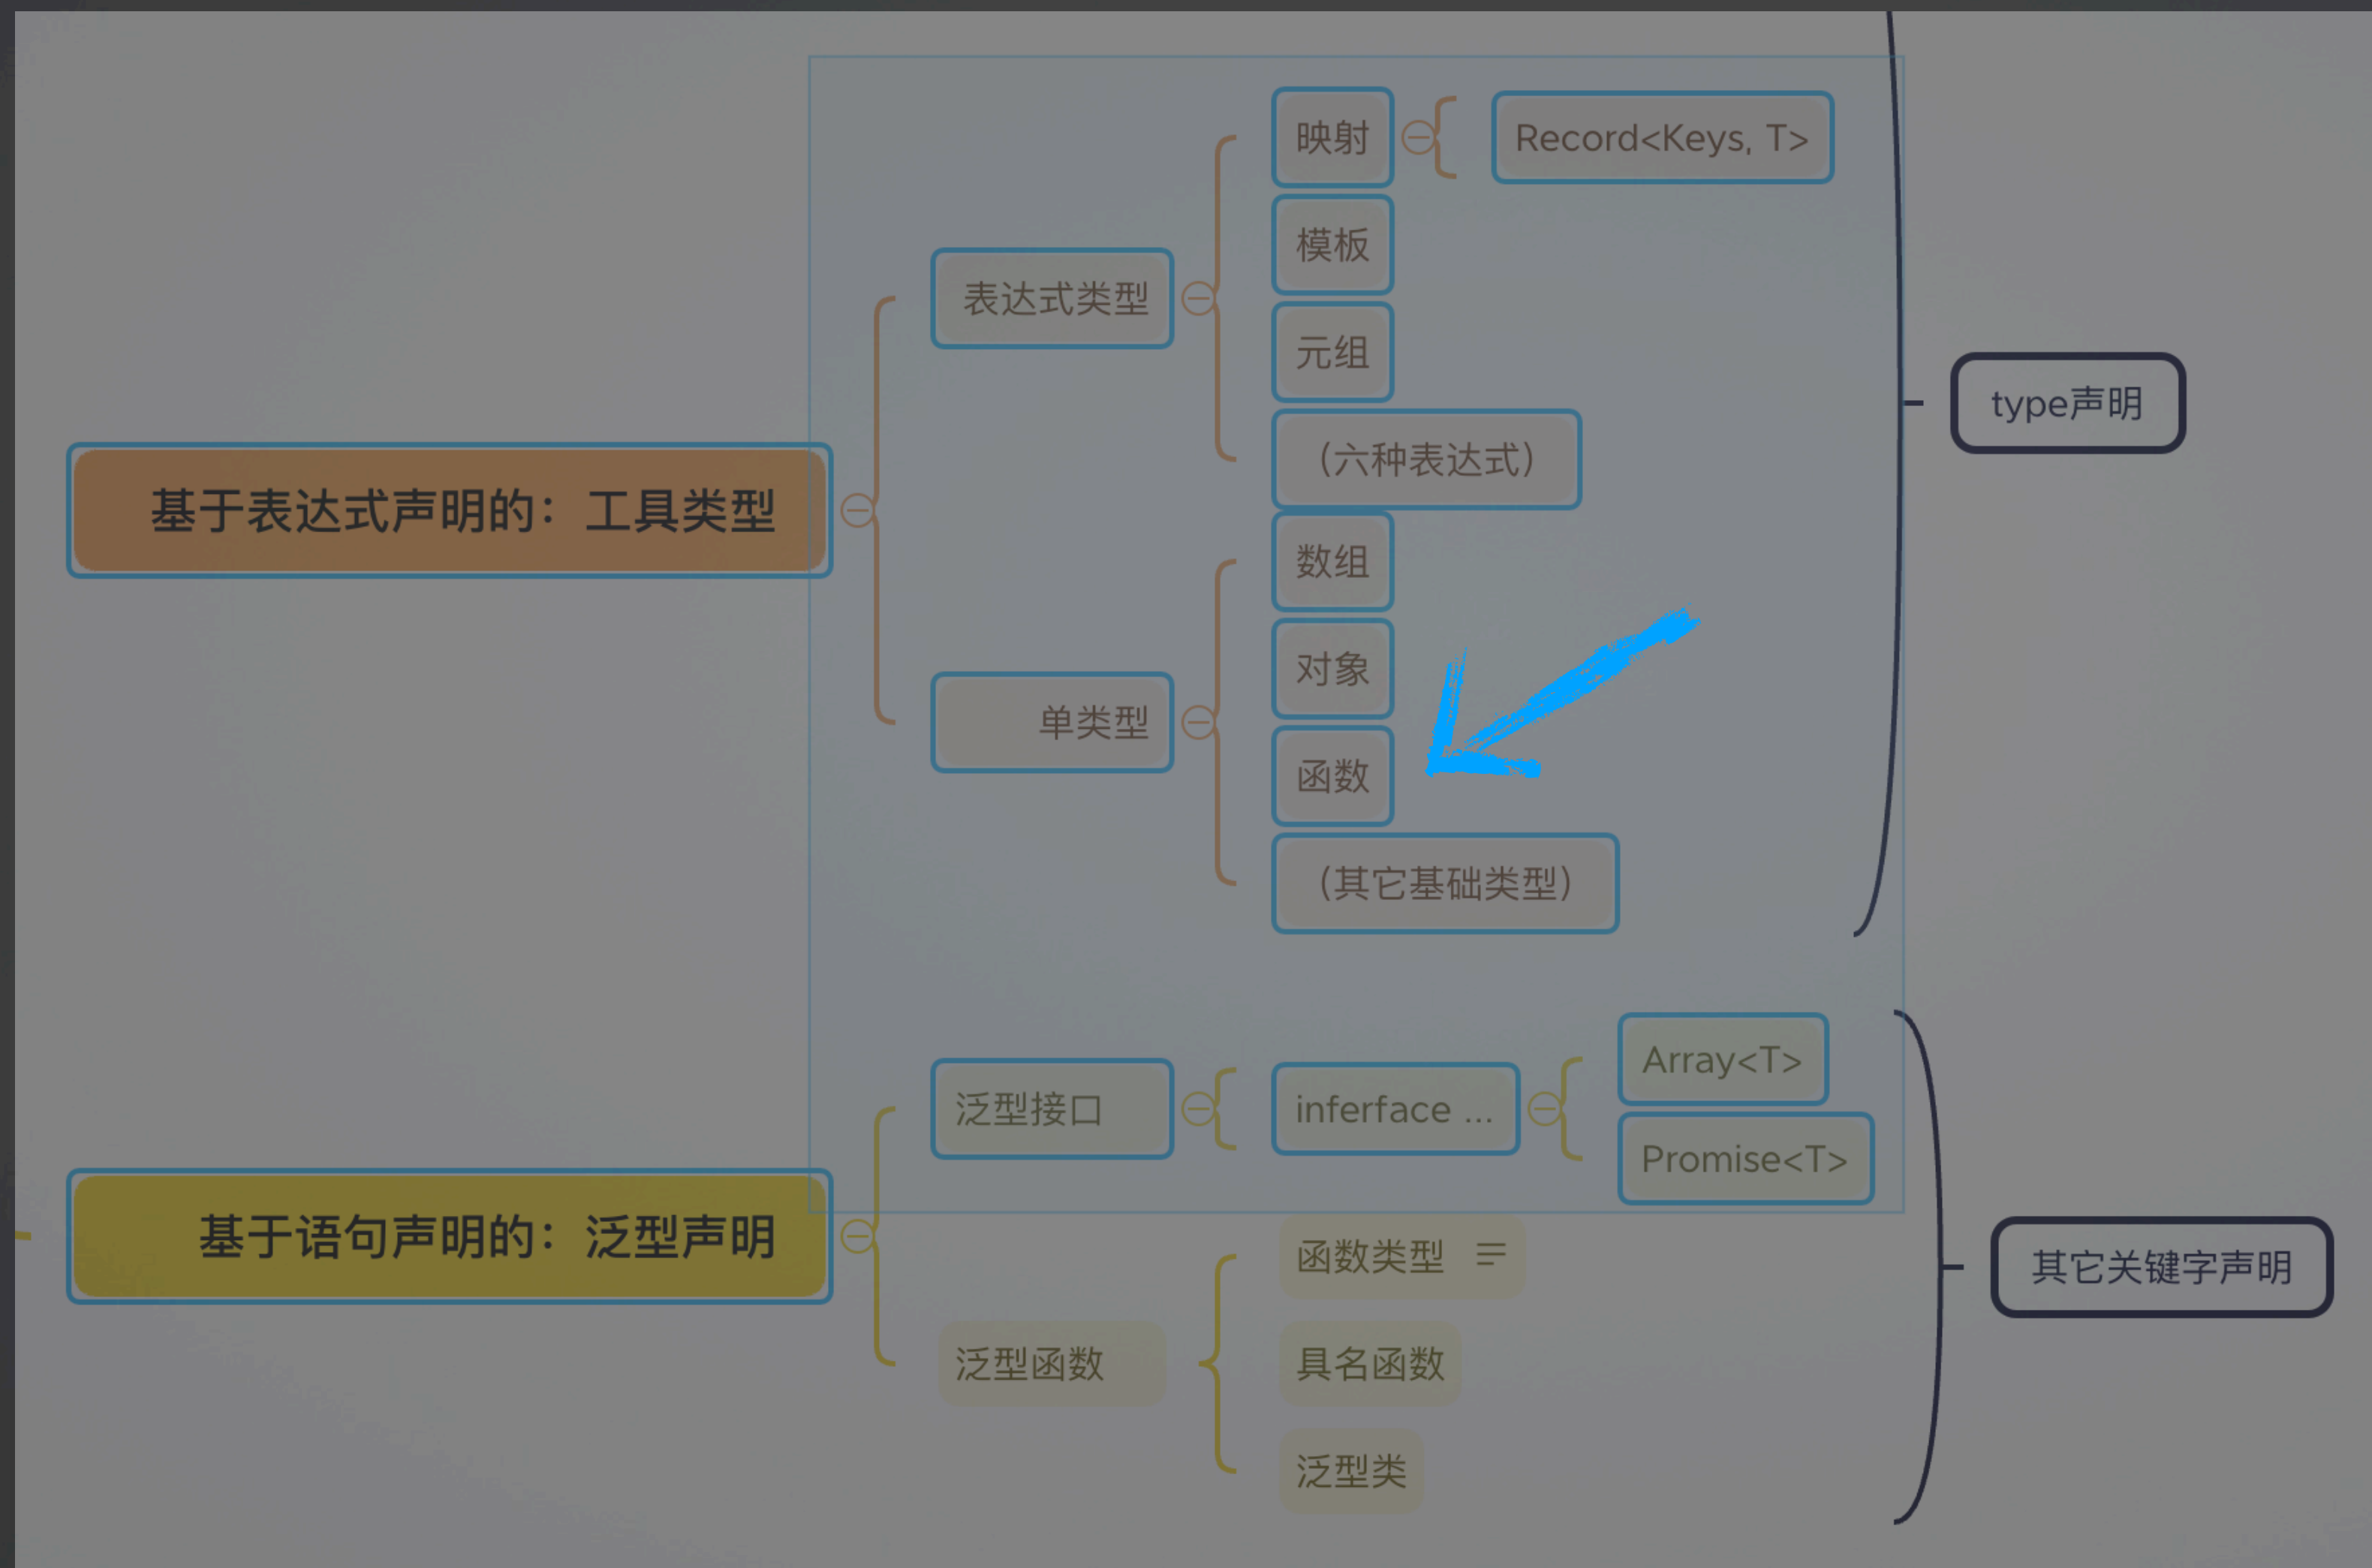 基于表达式声明的：工具类型
表达式类型
映射
Record<Keys, T>
模板
元组
（六种表达式）
单类型
数组
对象
函数
（其它基础类型）
type声明
基于语句声明的：泛型声明
泛型接口
inferface ...
Array<T>
Promise<T>
泛型函数
函数类型
具名函数
泛型类
其它关键字声明